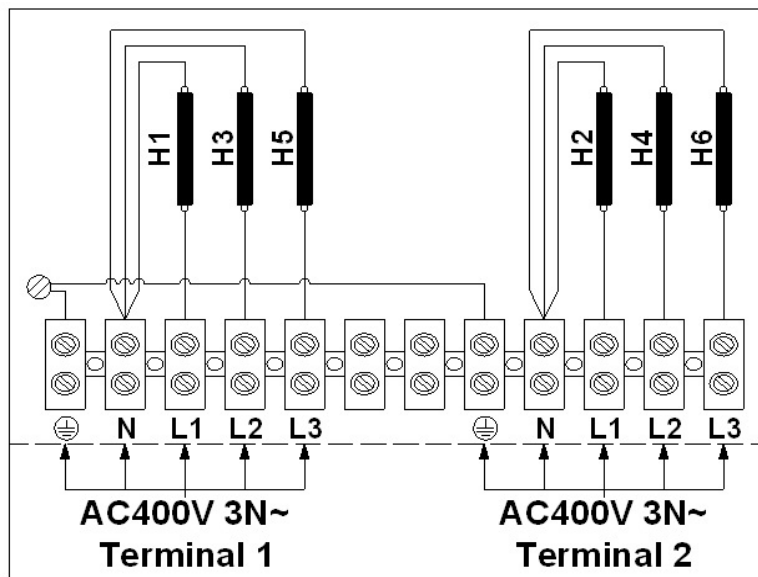 H1 H3 H5 H2 H4 H6
N L1 L2 L3 N L1 L2 L3
AC400V 3N~ AC400V 3N~
Terminal 1 Terminal 2